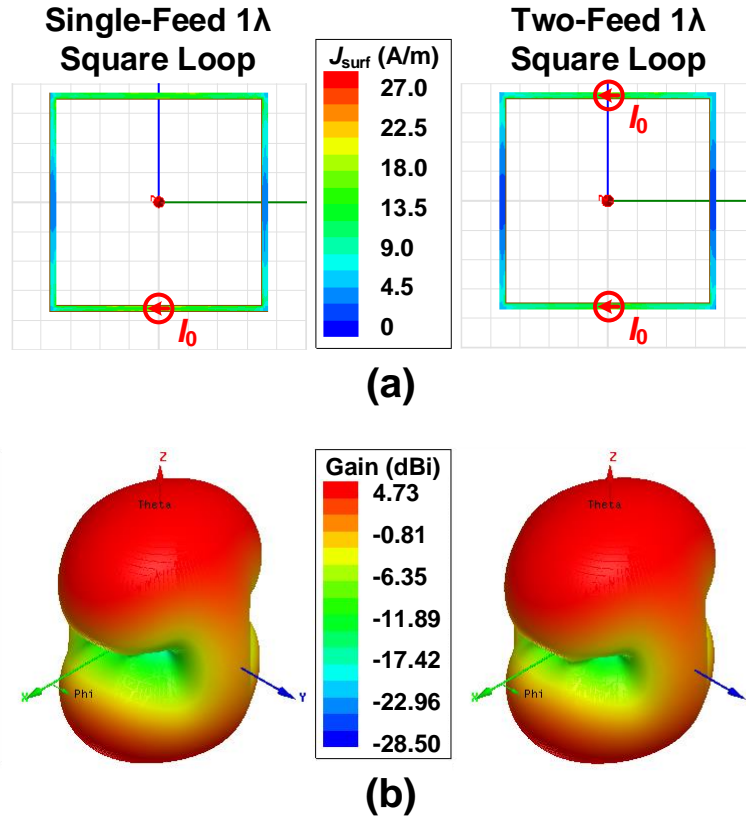 Single-Feed 1λ
Square Loop
Two-Feed 1λ
Square Loop
Jsurf (A/m)
27.0
22.5
18.0
13.5
9.0
4.5
0
Z
I0
I0
Z
I0
(a)
Z
Theta
X
Phi
Y
Gain (dBi)
4.73
-0.81
-6.35
-11.89
-17.42
-22.96
-28.50
Z
Theta
X
Phi
(b)